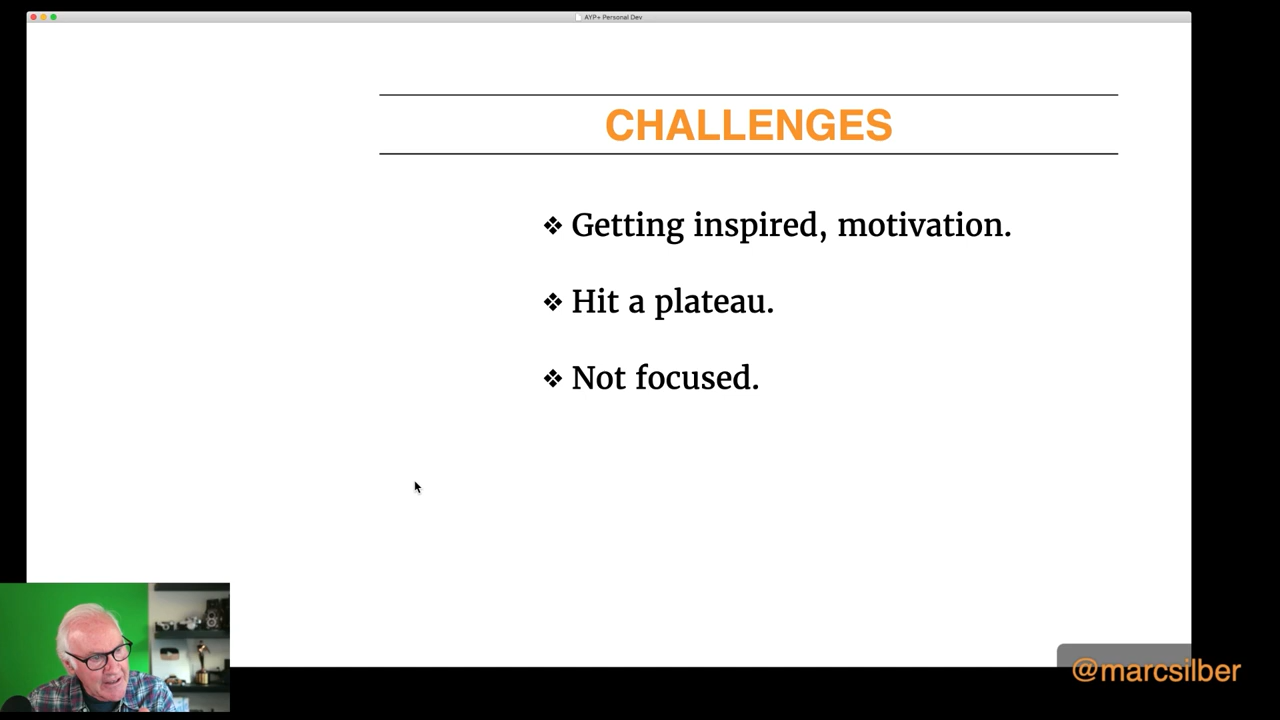 AYP+ Personal Dev
CHALLENGES
❖ Getting inspired, motivation.
❖ Hit a plateau.
❖ Not focused.
@marcsilber